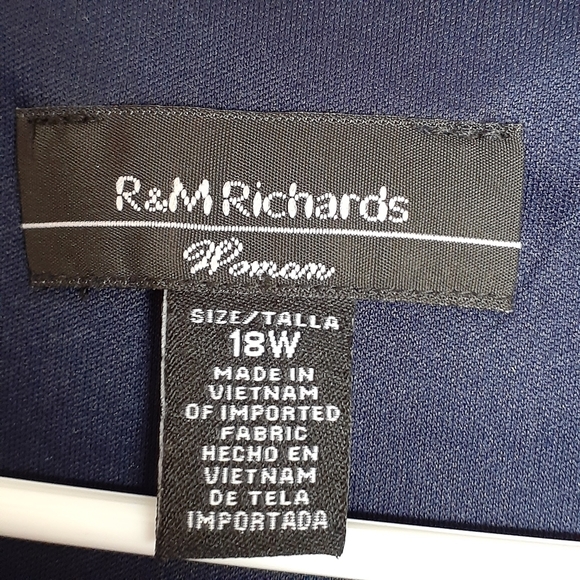 R&M Richards
Woman
SIZE/TALLA
18W
MADE IN
VIETNAM
OF IMPORTED
FABRIC
HECHO EN
VIETNAM
DE TELA
IMPORTADA